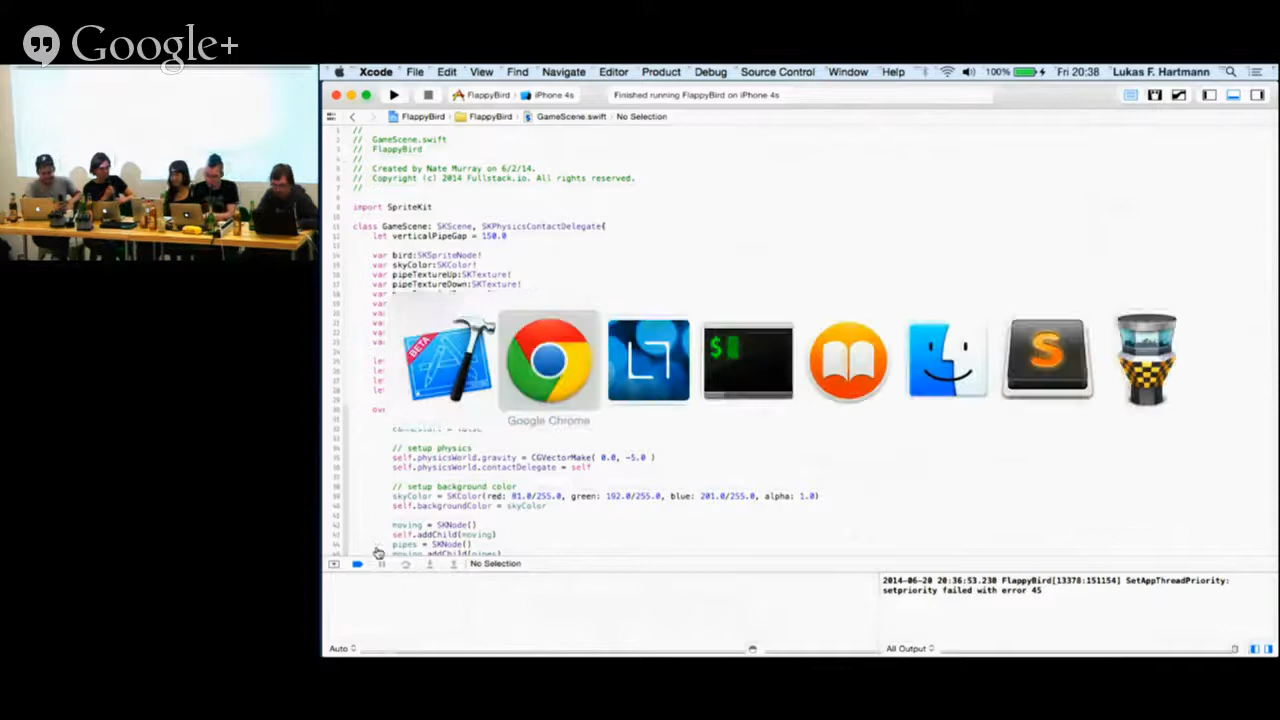 Google+
Xcode File Edit View Find Navigate Editor Product Debug Source Control Window Help 100% Fri 20:38 Lukas F. Hartmann
FlappyBird iPhone 4s Finished running FlappyBird on iPhone 4s
FlappyBird FlappyBird GameScene.swift No Selection
//
// GameScene.swift
// FlappyBird
//
// Created by Nate Murray on 6/2/14.
// Copyright (c) 2014 Fullstack.io. All rights reserved.
//
import SpriteKit
class GameScene: SKScene, SKPhysicsContactDelegate{
let verticalPipeGap = 150.0
var bird:SKSpriteNode!
var skyColor:SKColor!
var pipeTextureUp:SKTexture!
var pipeTextureDown:SKTexture!
var
BETA
$
S
Google Chrome
// setup physics
self.physicsWorld.gravity = CGVectorMake( 0.0, -5.0 )
self.physicsWorld.contactDelegate = self
// setup background color
skyColor = SKColor(red: 81.0/255.0, green: 192.0/255.0, blue: 201.0/255.0, alpha: 1.0)
self.backgroundColor = skyColor
moving = SKNode()
self.addChild(moving)
pipes = SKNode()
moving.addChild(pipes)
No Selection
2014-06-20 20:36:53.230 FlappyBird[13378:151154] SetAppThreadPriority:
setpriority failed with error 45
Auto All Output